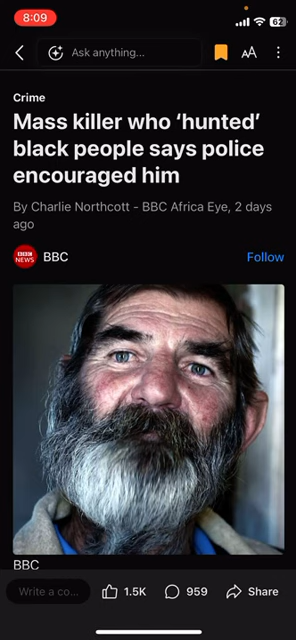 8:09
62
Ask anything...
AA
Crime
Mass killer who ‘hunted’
black people says police
encouraged him
By Charlie Northcott - BBC Africa Eye, 2 days
ago
BBC
NEWS
BBC
Follow
BBC
Write a co...
1.5K
959
Share